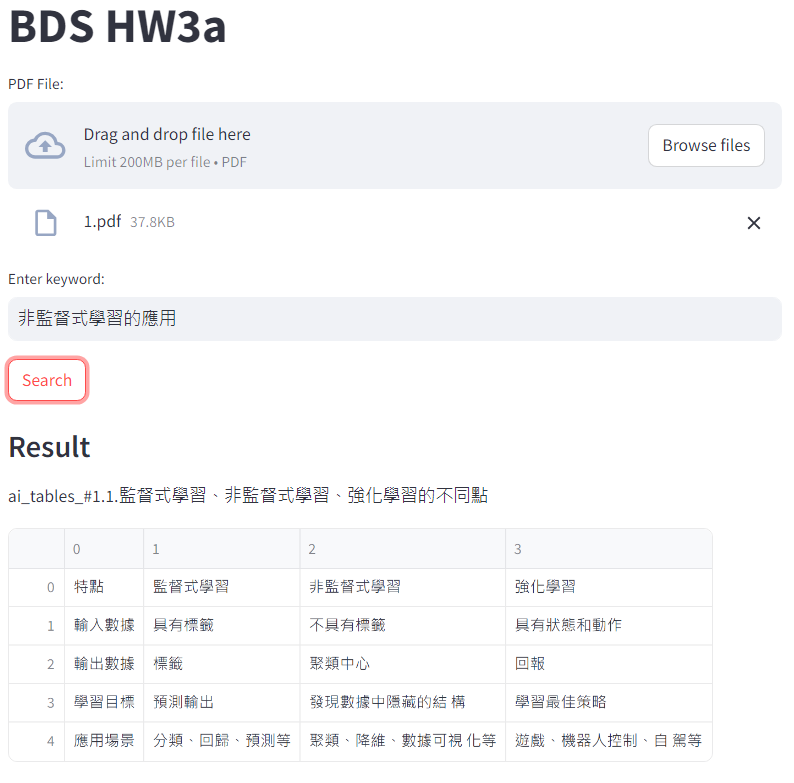 BDS HW3a
PDF File:
Drag and drop file here
Limit 200MB per file • PDF
Browse files
1.pdf 37.8KB
Enter keyword:
非監督式學習的應用
Search
Result
ai_tables_#1.1.監督式學習、非監督式學習、強化學習的不同點
0 1 2 3
0 特點 監督式學習 非監督式學習 強化學習
1 輸入數據 具有標籤 不具有標籤 具有狀態和動作
2 輸出數據 標籤 聚類中心 回報
3 學習目標 預測輸出 發現數據中隱藏的結 構 學習最佳策略
4 應用場景 分類、回歸、預測等 聚類、降維、數據可視 化等 遊戲、機器人控制、自 駕等